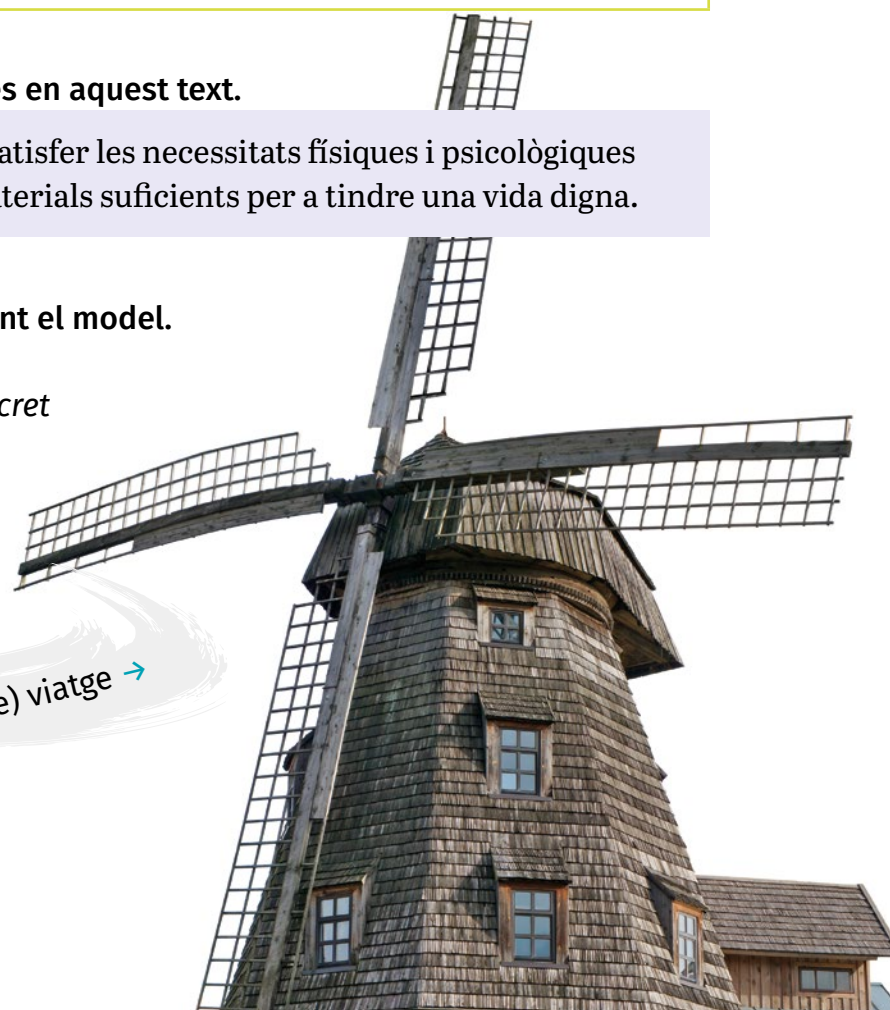 s en aquest text.
atisfer les necessitats físiques i psicològiques
terials suficients per a tindre una vida digna.
nt el model.
cret
e) viatge →